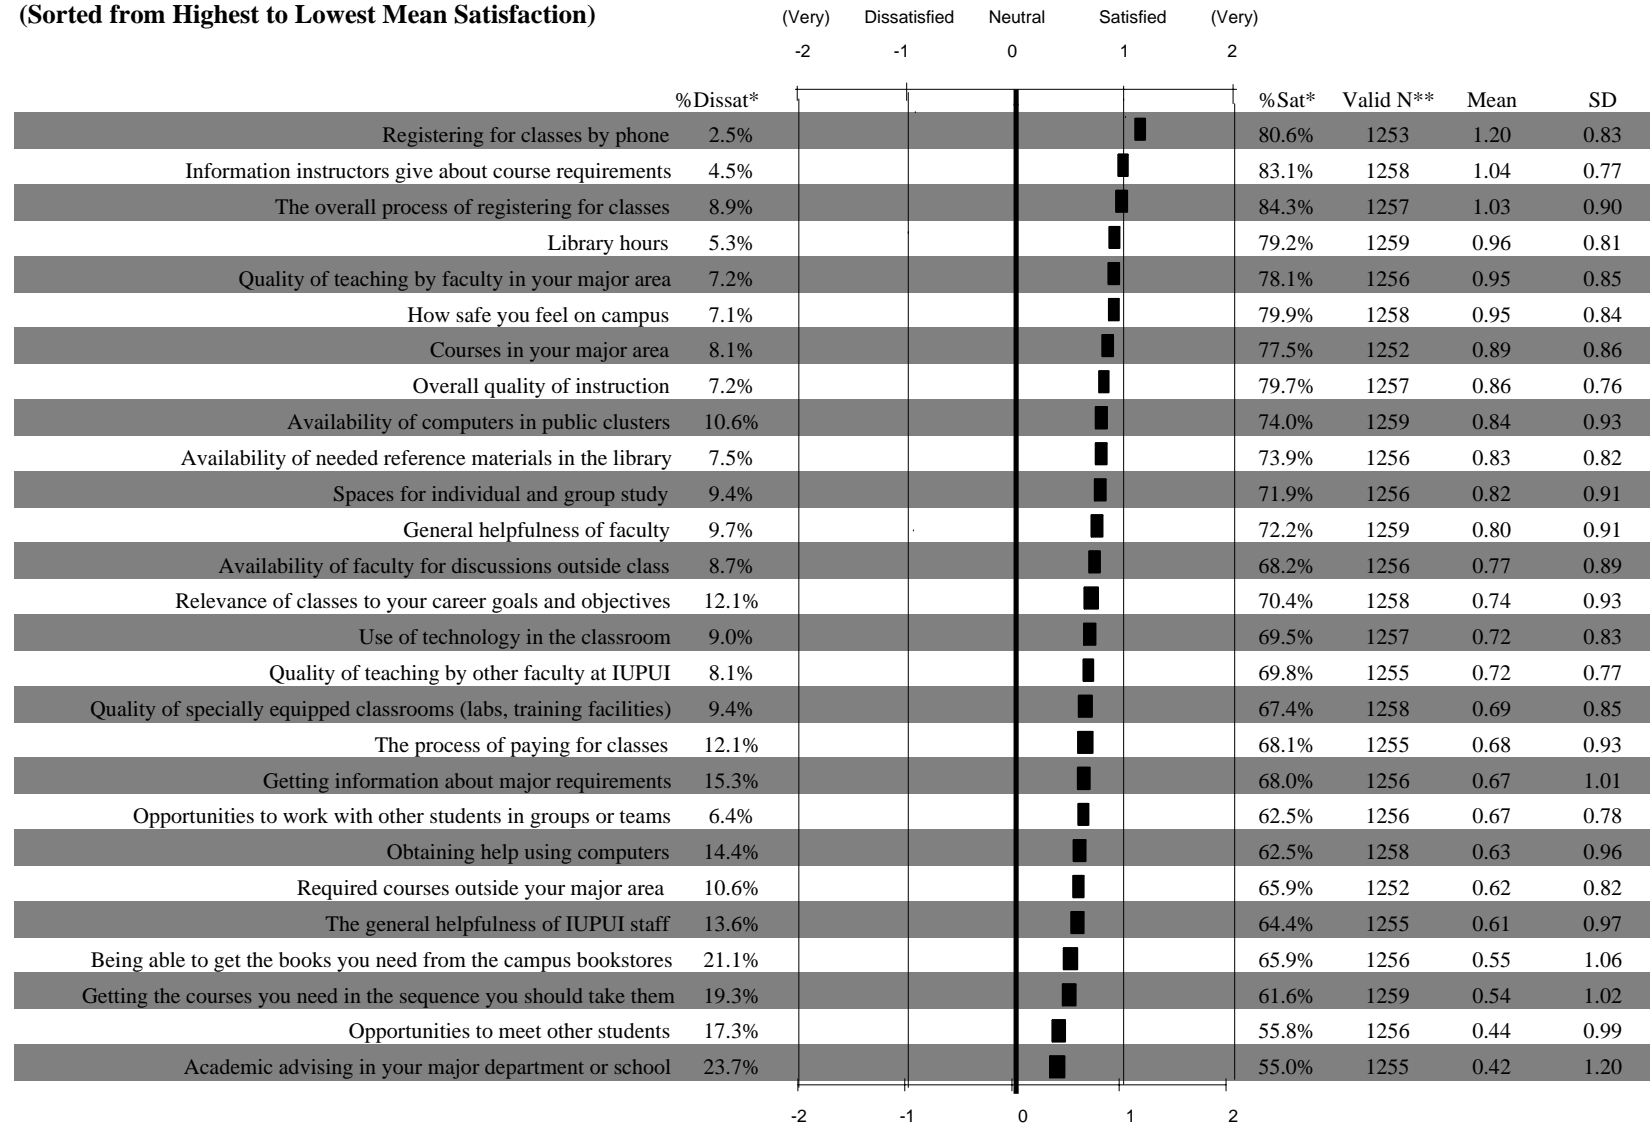 (Sorted from Highest to Lowest Mean Satisfaction) (Very) Dissatisfied Neutral Satisfied (Very)
-2 -1 0 1 2
%Dissat* %Sat* Valid N** Mean SD
Registering for classes by phone 2.5% 80.6% 1253 1.20 0.83
Information instructors give about course requirements 4.5% 83.1% 1258 1.04 0.77
The overall process of registering for classes 8.9% 84.3% 1257 1.03 0.90
Library hours 5.3% 79.2% 1259 0.96 0.81
Quality of teaching by faculty in your major area 7.2% 78.1% 1256 0.95 0.85
How safe you feel on campus 7.1% 79.9% 1258 0.95 0.84
Courses in your major area 8.1% 77.5% 1252 0.89 0.86
Overall quality of instruction 7.2% 79.7% 1257 0.86 0.76
Availability of computers in public clusters 10.6% 74.0% 1259 0.84 0.93
Availability of needed reference materials in the library 7.5% 73.9% 1256 0.83 0.82
Spaces for individual and group study 9.4% 71.9% 1256 0.82 0.91
General helpfulness of faculty 9.7% 72.2% 1259 0.80 0.91
Availability of faculty for discussions outside class 8.7% 68.2% 1256 0.77 0.89
Relevance of classes to your career goals and objectives 12.1% 70.4% 1258 0.74 0.93
Use of technology in the classroom 9.0% 69.5% 1257 0.72 0.83
Quality of teaching by other faculty at IUPUI 8.1% 69.8% 1255 0.72 0.77
Quality of specially equipped classrooms (labs, training facilities) 9.4% 67.4% 1258 0.69 0.85
The process of paying for classes 12.1% 68.1% 1255 0.68 0.93
Getting information about major requirements 15.3% 68.0% 1256 0.67 1.01
Opportunities to work with other students in groups or teams 6.4% 62.5% 1256 0.67 0.78
Obtaining help using computers 14.4% 62.5% 1258 0.63 0.96
Required courses outside your major area 10.6% 65.9% 1252 0.62 0.82
The general helpfulness of IUPUI staff 13.6% 64.4% 1255 0.61 0.97
Being able to get the books you need from the campus bookstores 21.1% 65.9% 1256 0.55 1.06
Getting the courses you need in the sequence you should take them 19.3% 61.6% 1259 0.54 1.02
Opportunities to meet other students 17.3% 55.8% 1256 0.44 0.99
Academic advising in your major department or school 23.7% 55.0% 1255 0.42 1.20
-2 -1 0 1 2